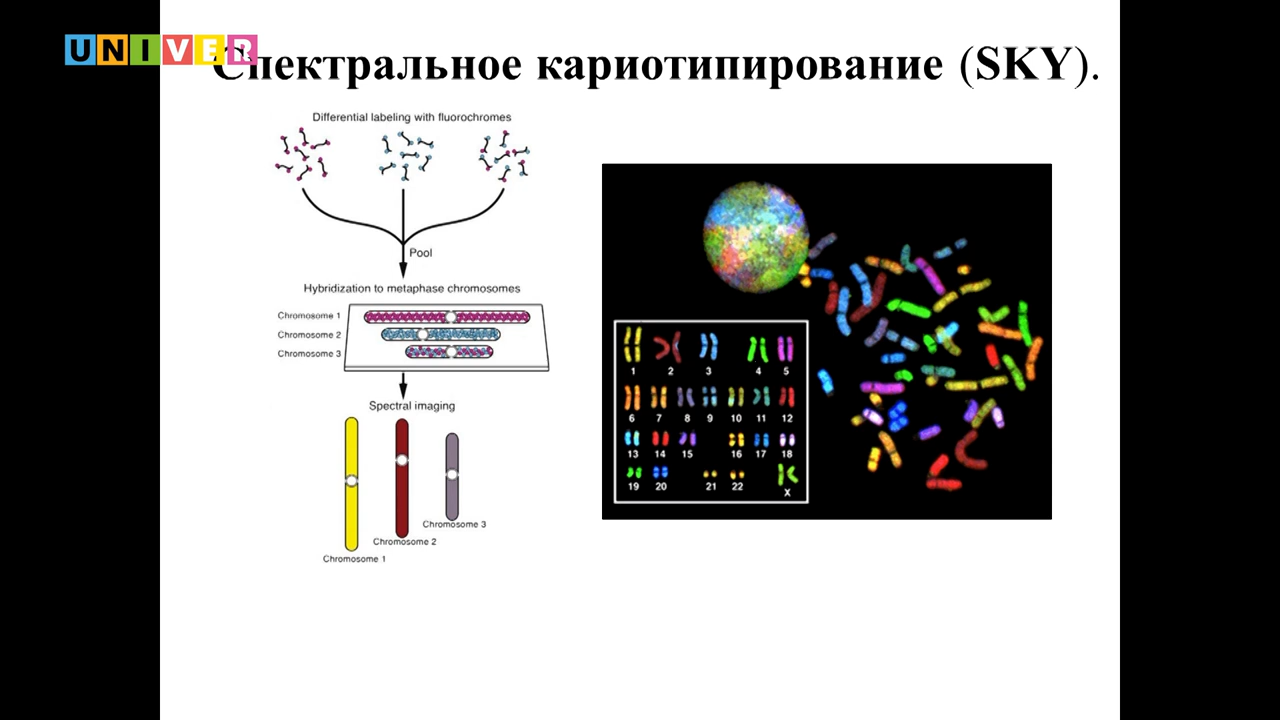 UNIVER
Спектральное кариотипирование (SKY).
Differential labeling with fluorochromes
Pool
Hybridization to metaphase chromosomes
Chromosome 1
Chromosome 2
Chromosome 3
Spectral imaging
Chromosome 3
Chromosome 2
Chromosome 1
1 2 3 4 5
6 7 8 9 10 11 12
13 14 15 16 17 18
19 20 21 22 X